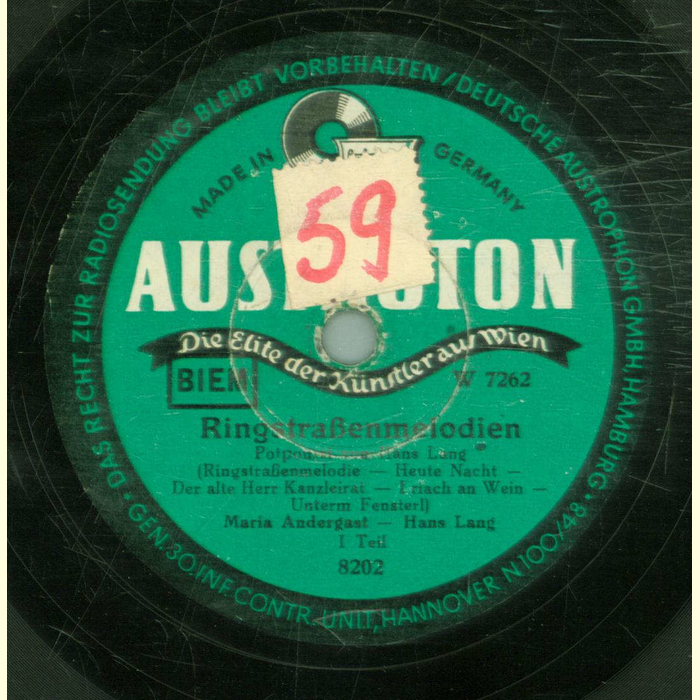 DAS RECHT ZUR RADIOSENDUNG BLEIBT VORBEHALTEN / DEUTSCHE AUSTROPHON GMBH, HAMBURG ·
MADE IN GERMANY
59
AUS TON
Die Elite der Künstler aus Wien
BIEM
W 7262
Ringstraßenmelodien
Hans Lang
(Ringstraßenmelodie — Heute Nacht —
Der alte Herr Kanzleirat — I riach an Wein —
Unterm Fensterl)
Maria Andergast — Hans Lang
I Teil
8202
GEN. 30. INF. CONTR. UNIT, HANNOVER N 100/48 ·